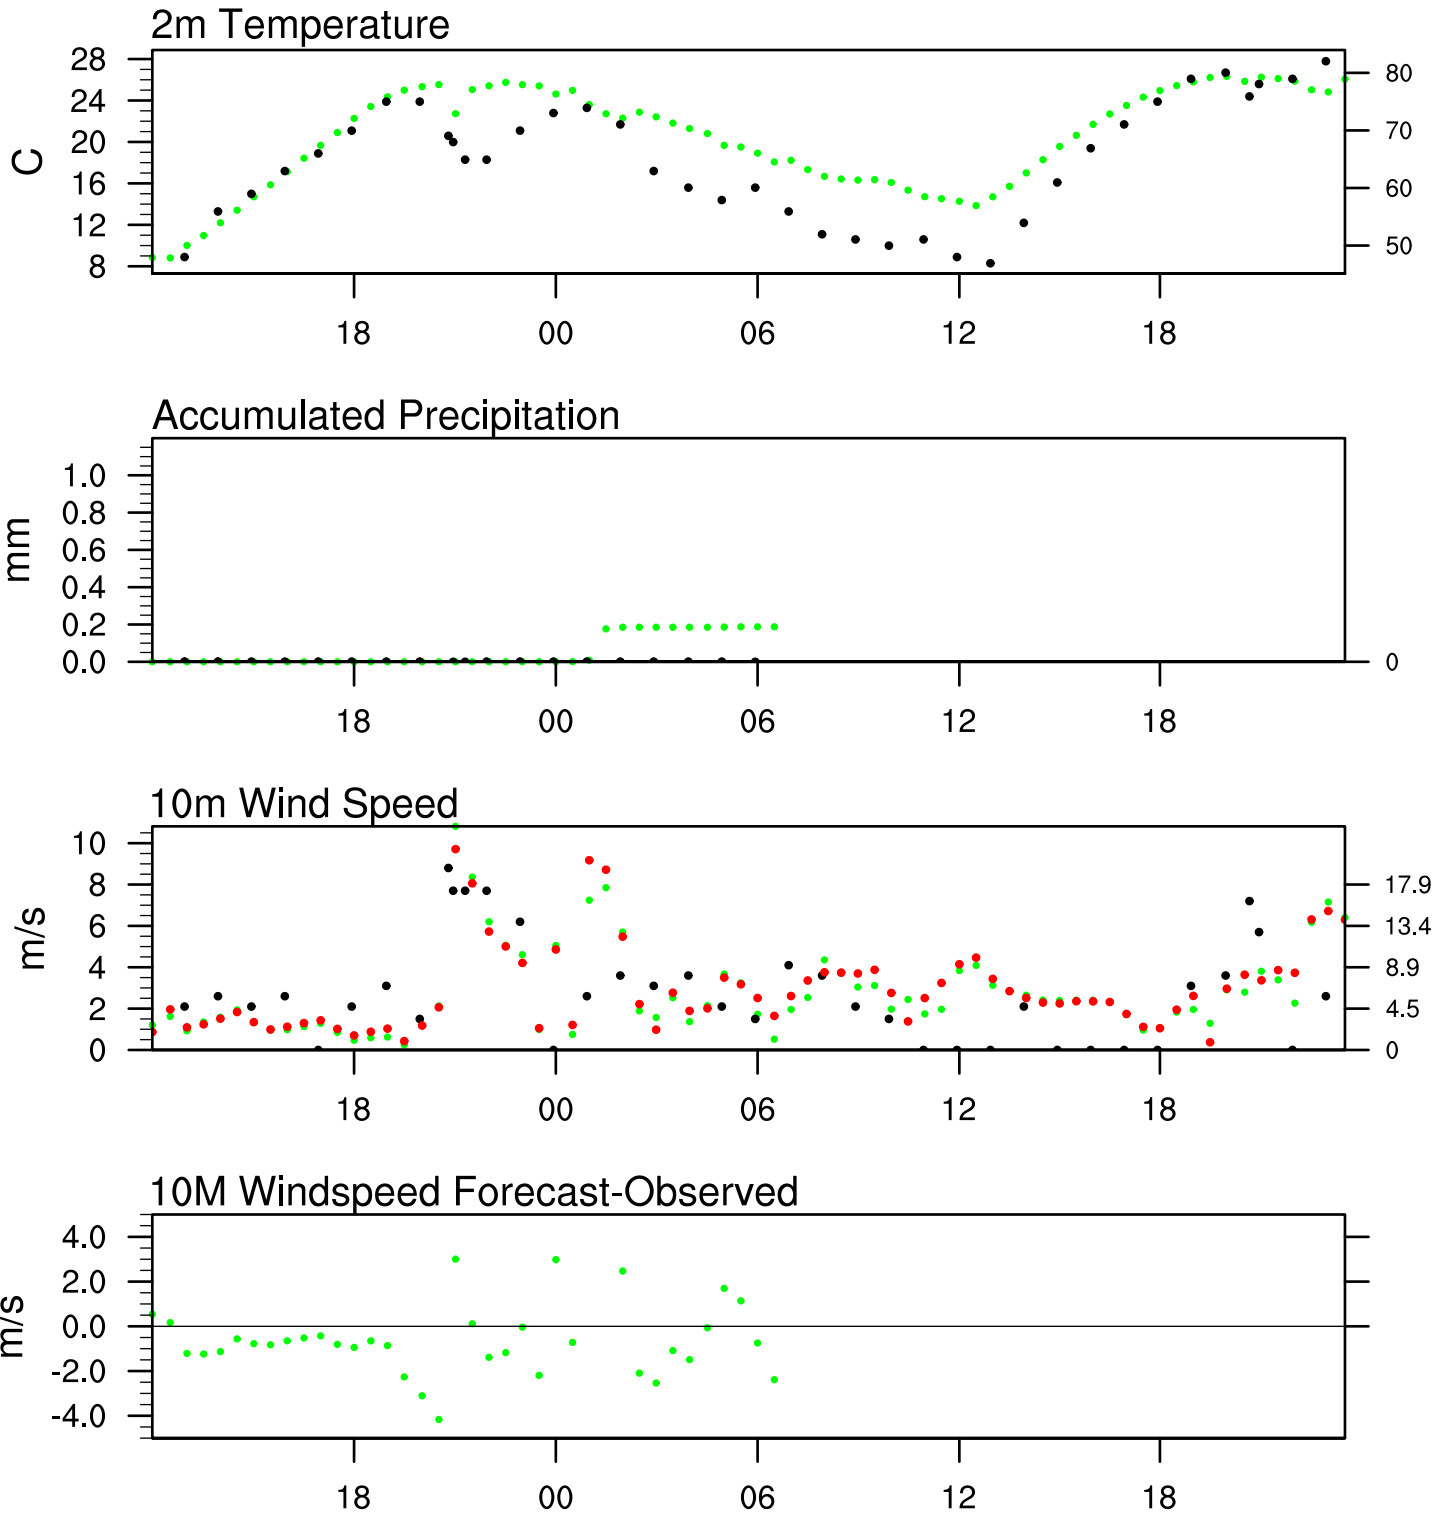 2m Temperature
28
24
20
16
12
8
C
80
70
60
50
18 00 06 12 18
Accumulated Precipitation
1.0
0.8
0.6
0.4
0.2
0.0
mm
0
18 00 06 12 18
10m Wind Speed
10
8
6
4
2
0
m/s
17.9
13.4
8.9
4.5
0
18 00 06 12 18
10M Windspeed Forecast-Observed
4.0
2.0
0.0
-2.0
-4.0
m/s
18 00 06 12 18